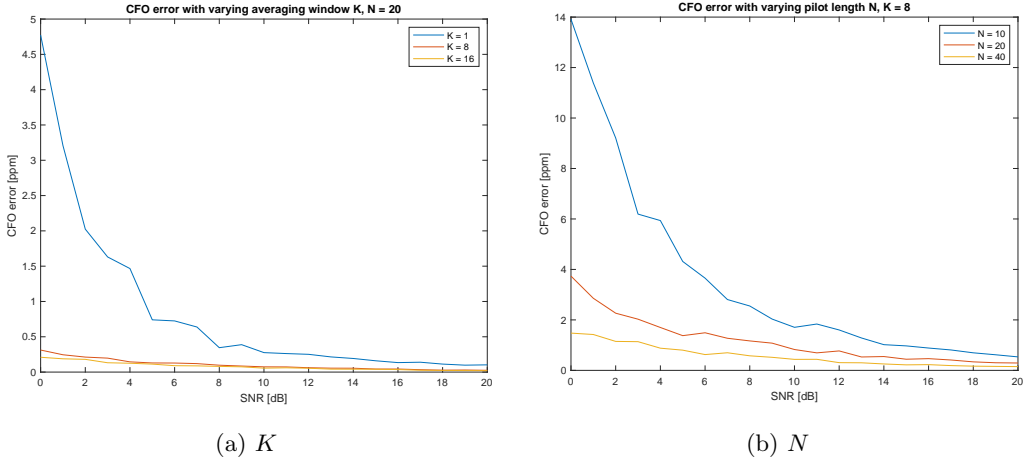 CFO error with varying averaging window K, N = 20
5
4.5
4
3.5
3
2.5
2
1.5
1
0.5
0
CFO error [ppm]
K = 1
K = 8
K = 16
0 2 4 6 8 10 12 14 16 18 20
SNR [dB]
(a) K
CFO error with varying pilot length N, K = 8
14
12
10
8
6
4
2
0
CFO error [ppm]
N = 10
N = 20
N = 40
0 2 4 6 8 10 12 14 16 18 20
SNR [dB]
(b) N